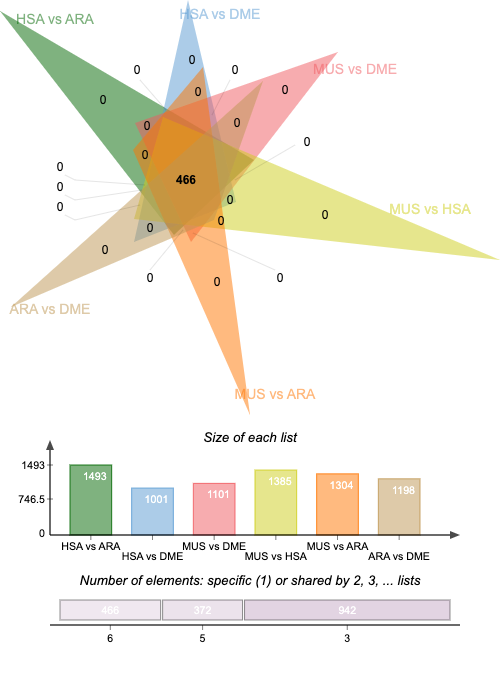 HSA vs ARA
HSA vs DME
MUS vs DME
MUS vs HSA
MUS vs ARA
ARA vs DME
0
0
0
0
0
0
0
0
0
0
0
466
0
0
0
0
0
0
0
0
0
0
Size of each list
1493
746.5
0
1493
1001
1101
1385
1304
1198
HSA vs ARA
HSA vs DME
MUS vs DME
MUS vs HSA
MUS vs ARA
ARA vs DME
Number of elements: specific (1) or shared by 2, 3, ... lists
466 372 942
6 5 3